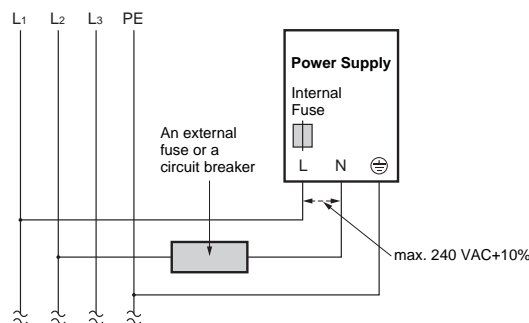 L1 L2 L3 PE
Power Supply
Internal
Fuse
L N
An external
fuse or a
circuit breaker
max. 240 VAC+10%